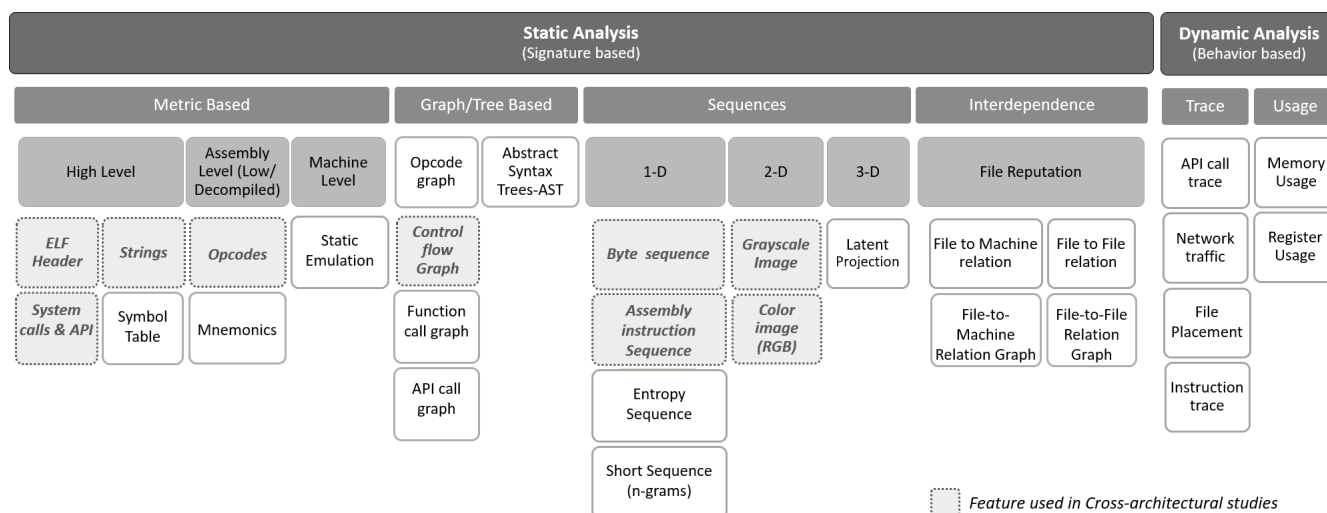 Static Analysis
(Signature based)
Dynamic Analysis
(Behavior based)
Metric Based
Graph/Tree Based
Sequences
Interdependence
Trace
Usage
High Level
Assembly
Level (Low/
Decompiled)
Machine
Level
Opcode
graph
Abstract
Syntax
Trees-AST
1-D
2-D
3-D
File Reputation
API call
trace
Memory
Usage
ELF
Header
Strings
Opcodes
Static
Emulation
Control
flow
Graph
Byte sequence
Grayscale
Image
Latent
Projection
File to Machine
relation
File to File
relation
Network
traffic
Register
Usage
System
calls & API
Symbol
Table
Mnemonics
Function
call graph
Assembly
instruction
Sequence
Color
image
(RGB)
File-to-
Machine
Relation Graph
File-to-File
Relation
Graph
File
Placement
API call
graph
Entropy
Sequence
Instruction
trace
Short Sequence
(n-grams)
Feature used in Cross-architectural studies